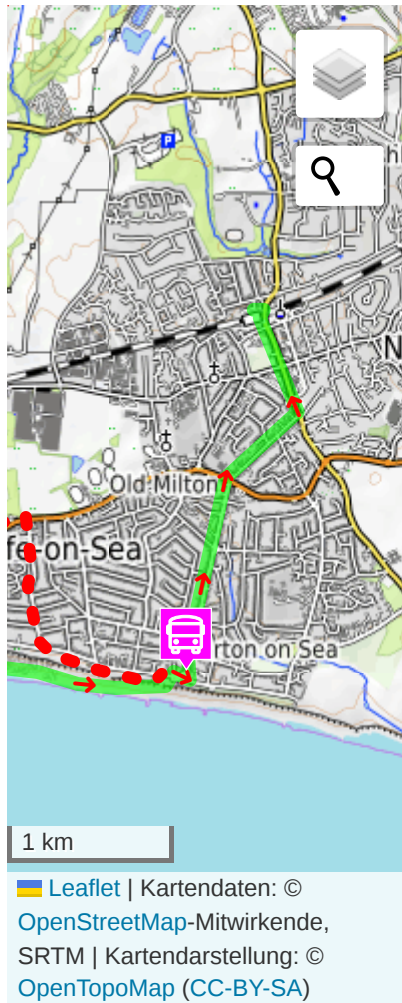 P
N
Old Milton
fe-on-Sea
rton on Sea
1 km
Leaflet | Kartendaten: ©
OpenStreetMap-Mitwirkende,
SRTM | Kartendarstellung: ©
OpenTopoMap (CC-BY-SA)